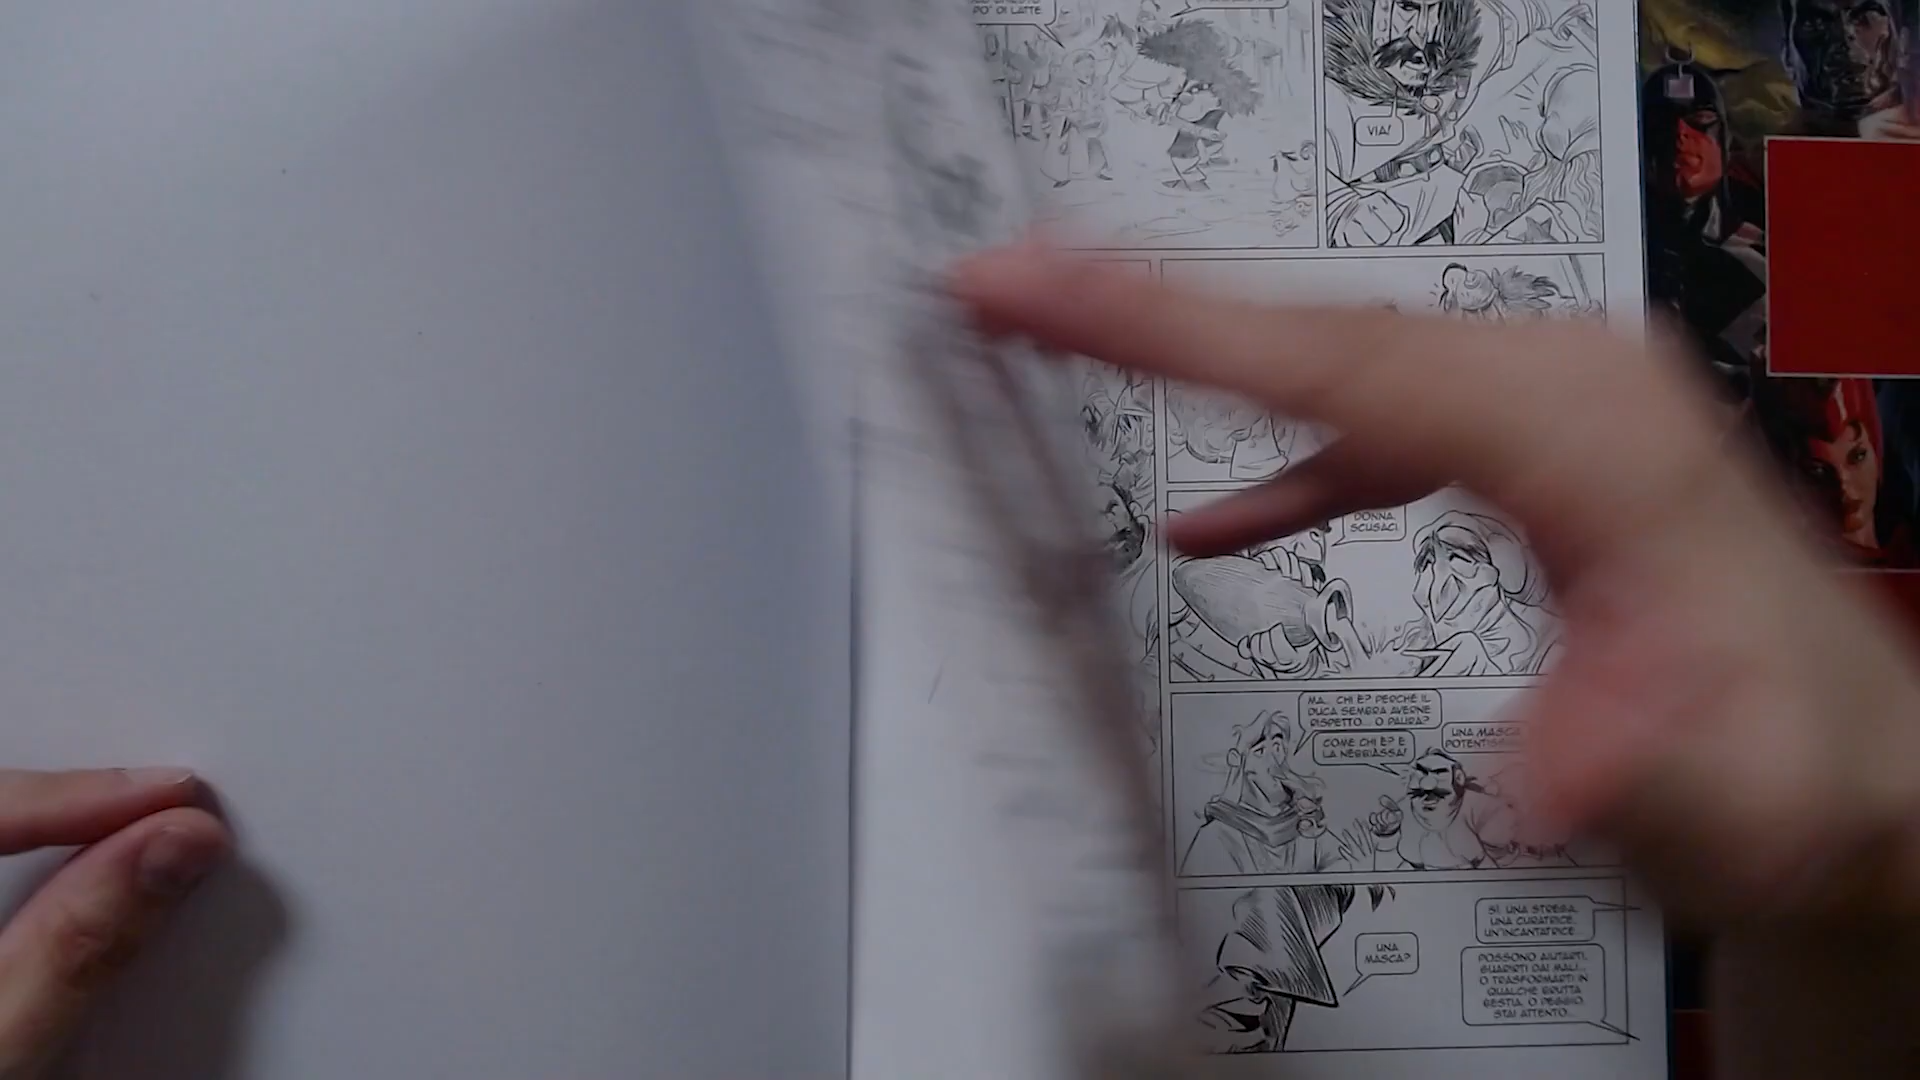 PO' DI LATTE.
VIA!
DONNA,
SCUSACI.
MA... CHI È? PERCHÉ IL
DUCA SEMBRA AVERNE
RISPETTO... O PAURA?
COME CHI È? È
LA NEBBIASSA!
UNA MASCA
UNA
MASCA?
SÌ, UNA STREGA,
UNA CURATRICE,
UN'INCANTATRICE...
POSSONO AIUTARTI,
GUARIRTI DAI MALI...
O TRASFORMARTI IN
QUALCHE BRUTTA
BESTIA, O PEGGIO.
STAI ATTENTO...